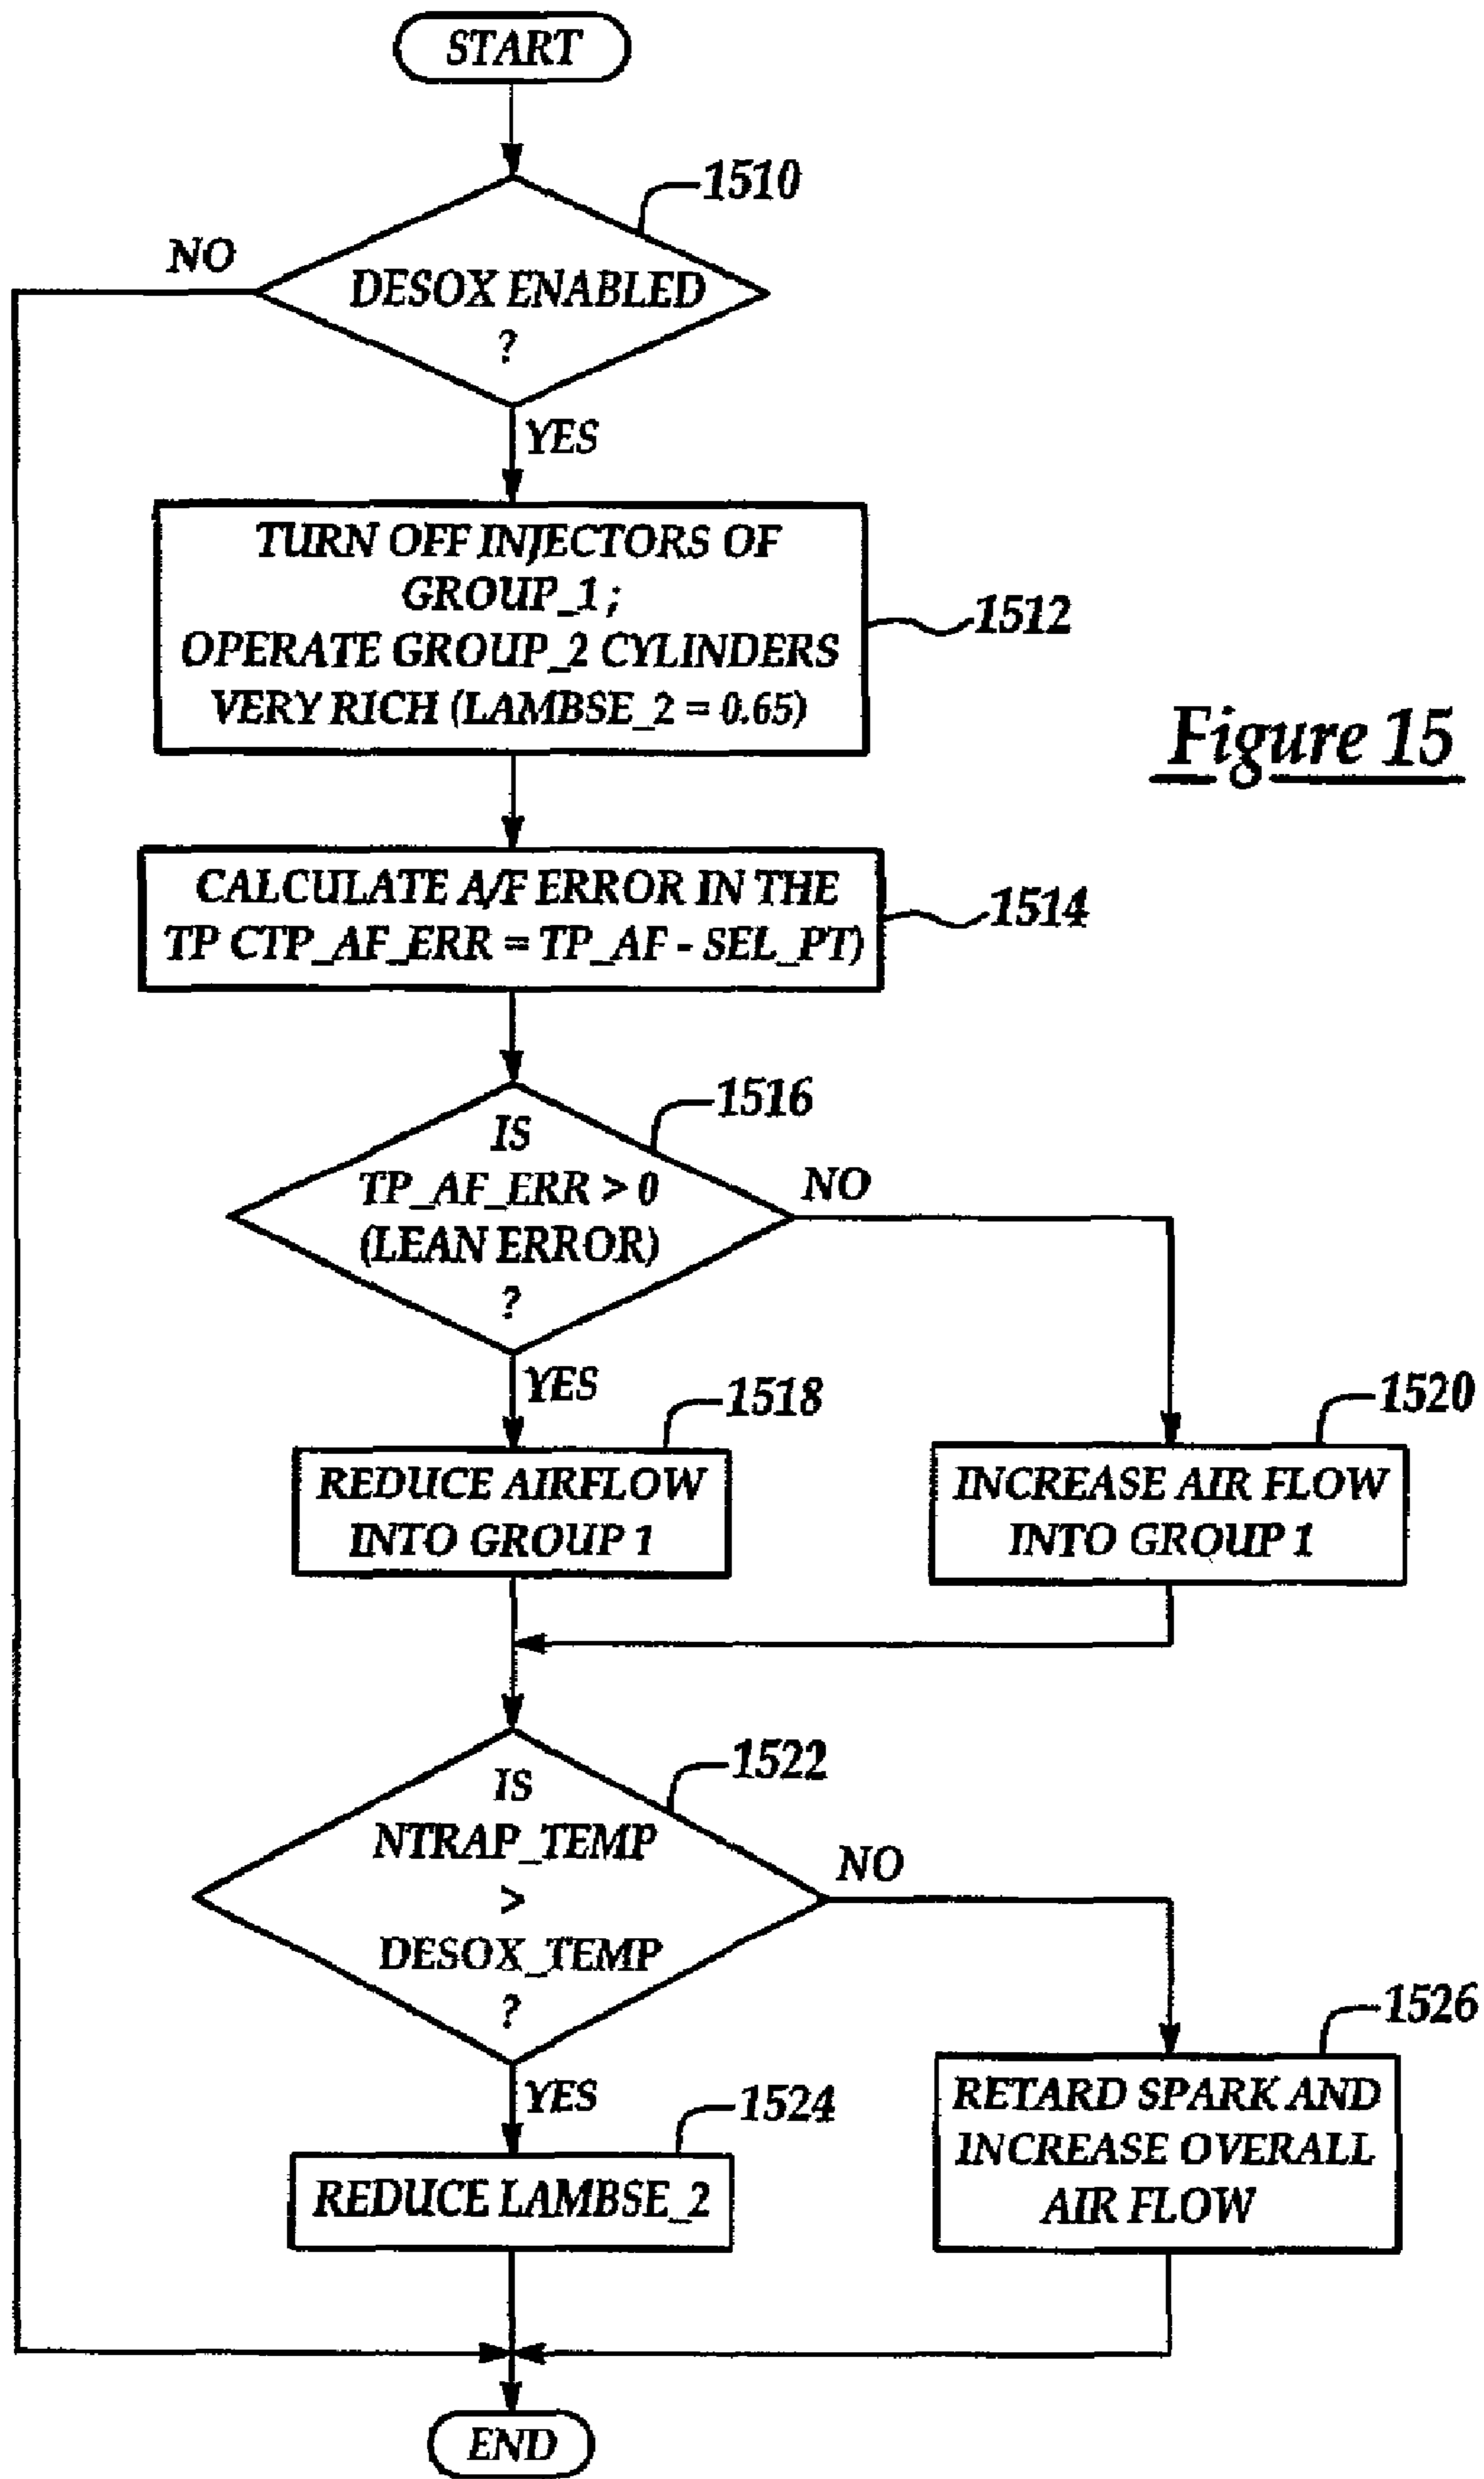 START
1510
NO
DESOX ENABLED
?
YES
TURN OFF INJECTORS OF
GROUP_1 ;
OPERATE GROUP_2 CYLINDERS
VERY RICH (LAMBSE_2 = 0.65)
1512
Figure 15
CALCULATE A/F ERROR IN THE
TP CTP_AF_ERR = TP_AF - SEL_PT)
1514
1516
IS
TP_AF_ERR > 0
(LEAN ERROR)
?
NO
YES
1518
1520
REDUCE AIRFLOW
INTO GROUP 1
INCREASE AIR FLOW
INTO GROUP 1
1522
IS
NTRAP_TEMP
>
DESOX_TEMP
?
NO
YES
1524
1526
REDUCE LAMBSE_2
RETARD SPARK AND
INCREASE OVERALL
AIR FLOW
END